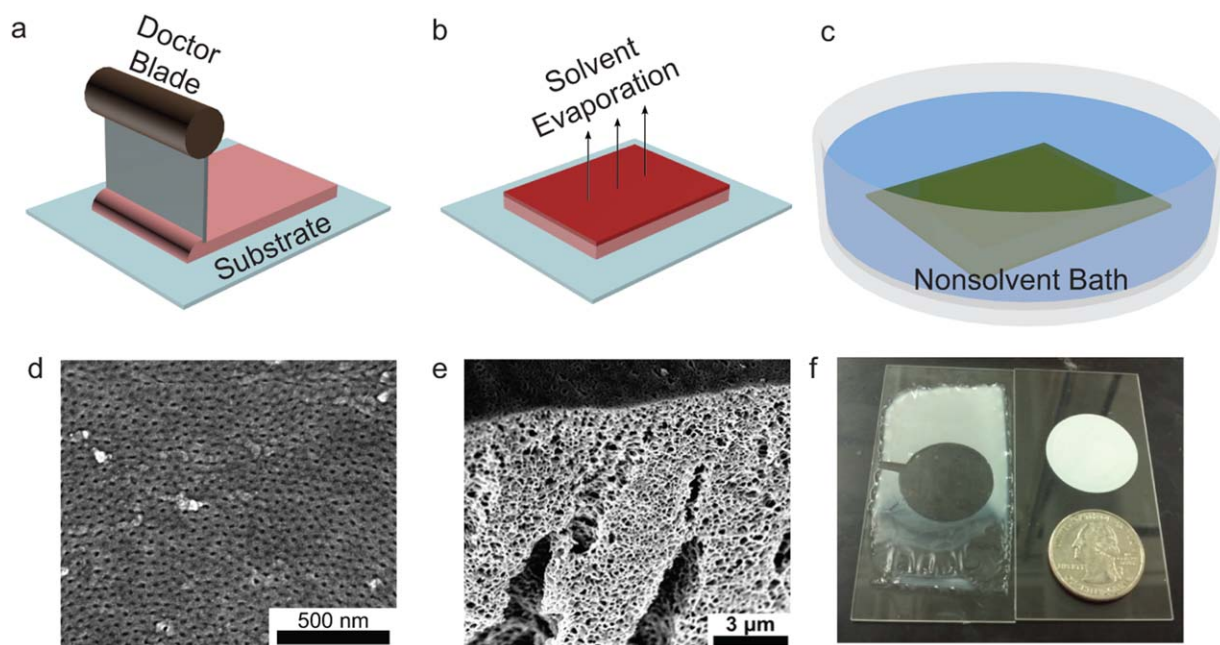 a
Doctor
Blade
Substrate
b
Solvent
Evaporation
c
Nonsolvent Bath
d
500 nm
e
3 µm
f